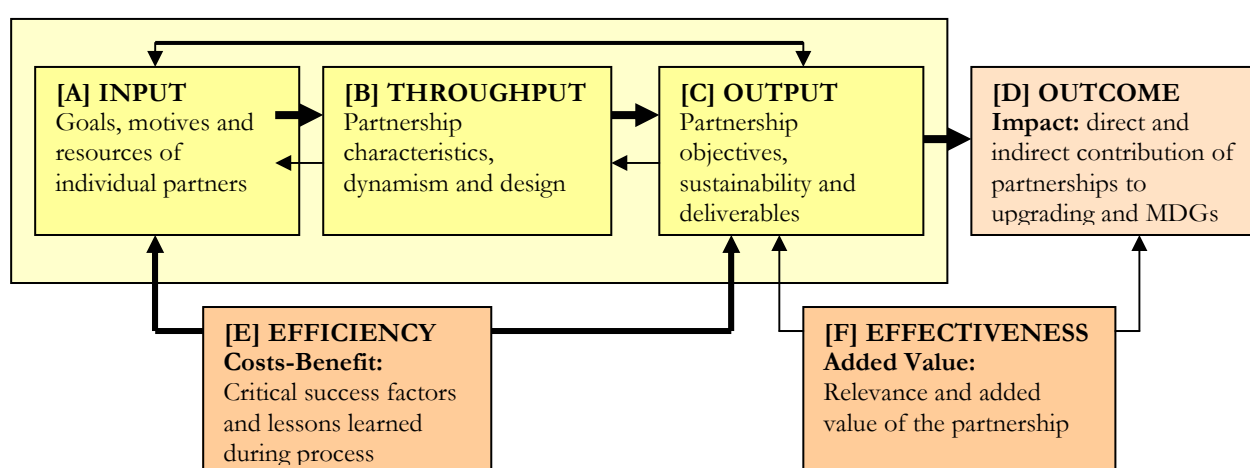 [A] INPUT
Goals, motives and
resources of
individual partners
[B] THROUGHPUT
Partnership
characteristics,
dynamism and design
[C] OUTPUT
Partnership
objectives,
sustainability and
deliverables
[D] OUTCOME
Impact: direct and
indirect contribution of
partnerships to
upgrading and MDGs
[E] EFFICIENCY
Costs-Benefit:
Critical success factors
and lessons learned
during process
[F] EFFECTIVENESS
Added Value:
Relevance and added
value of the partnership